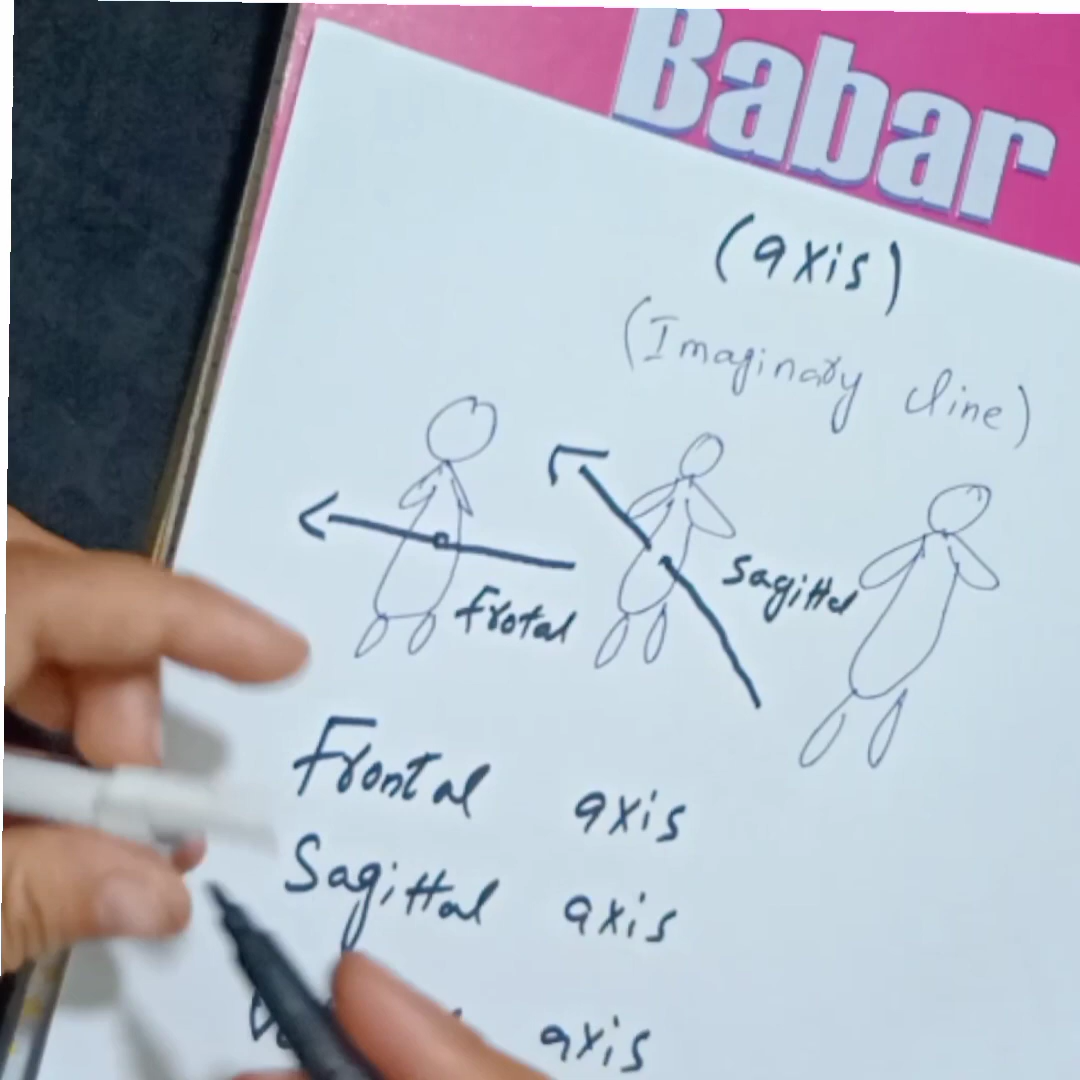 Babar
(axis)
(Imaginary line)
Frotal
Sagittal
Frontal axis
Sagittal axis
axis